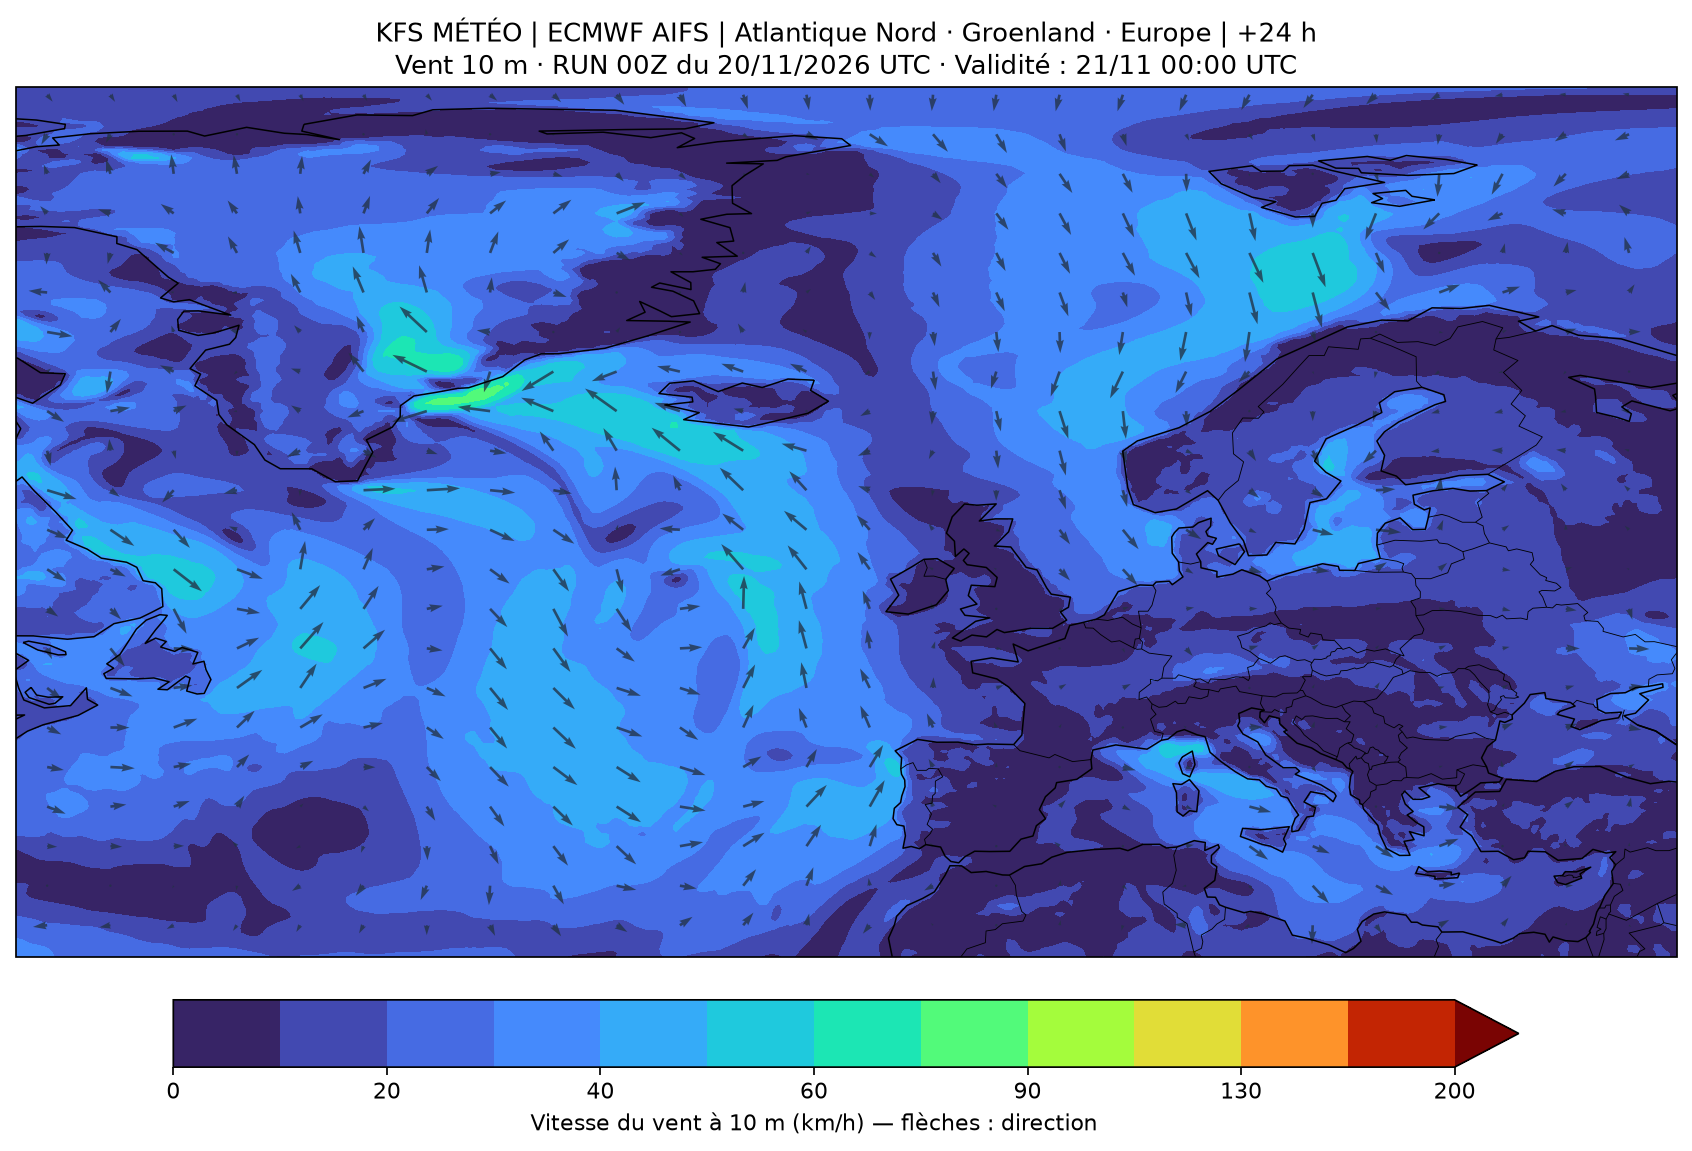 KFS MÉTÉO | ECMWF AIFS | Atlantique Nord · Groenland · Europe | +24 h
Vent 10 m · RUN 00Z du 20/11/2026 UTC · Validité : 21/11 00:00 UTC
0 20 40 60 90 130 200
Vitesse du vent à 10 m (km/h) — flèches : direction